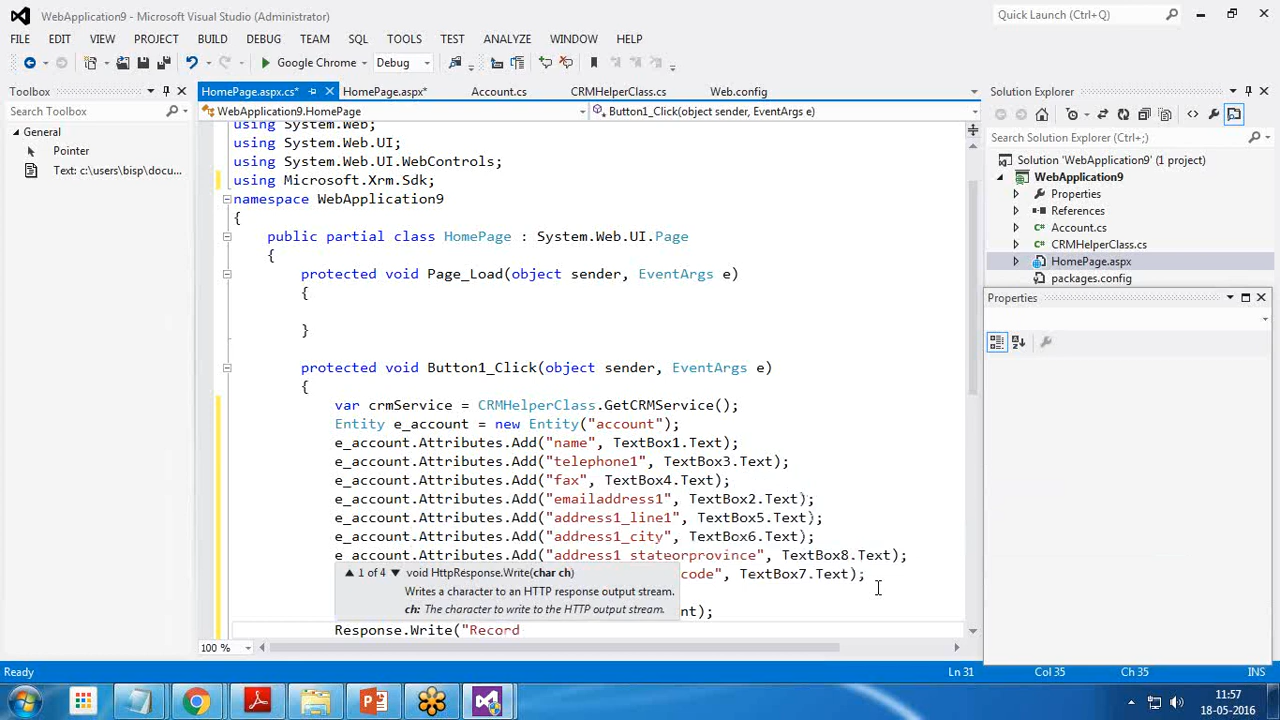 WebApplication9 - Microsoft Visual Studio (Administrator)
Quick Launch (Ctrl+Q)
FILE EDIT VIEW PROJECT BUILD DEBUG TEAM SQL TOOLS TEST ANALYZE WINDOW HELP
Google Chrome Debug
Toolbox
Search Toolbox
General
Pointer
Text: c:\users\bisp\docu...
HomePage.aspx.cs* HomePage.aspx* Account.cs CRMHelperClass.cs Web.config
WebApplication9.HomePage Button1_Click(object sender, EventArgs e)
using System.Web;
using System.Web.UI;
using System.Web.UI.WebControls;
using Microsoft.Xrm.Sdk;
namespace WebApplication9
{
public partial class HomePage : System.Web.UI.Page
{
protected void Page_Load(object sender, EventArgs e)
{
}
protected void Button1_Click(object sender, EventArgs e)
{
var crmService = CRMHelperClass.GetCRMService();
Entity e_account = new Entity("account");
e_account.Attributes.Add("name", TextBox1.Text);
e_account.Attributes.Add("telephone1", TextBox3.Text);
e_account.Attributes.Add("fax", TextBox4.Text);
e_account.Attributes.Add("emailaddress1", TextBox2.Text);
e_account.Attributes.Add("address1_line1", TextBox5.Text);
e_account.Attributes.Add("address1_city", TextBox6.Text);
e_account.Attributes.Add("address1_stateorprovince", TextBox8.Text);
code", TextBox7.Text);
nt);
1 of 4 void HttpResponse.Write(char ch)
Writes a character to an HTTP response output stream.
ch: The character to write to the HTTP output stream.
Response.Write("Record
100 %
Solution Explorer
Search Solution Explorer (Ctrl+;)
Solution 'WebApplication9' (1 project)
WebApplication9
Properties
References
Account.cs
CRMHelperClass.cs
HomePage.aspx
packages.config
Properties
Ready Ln 31 Col 35 Ch 35 INS
11:57
18-05-2016